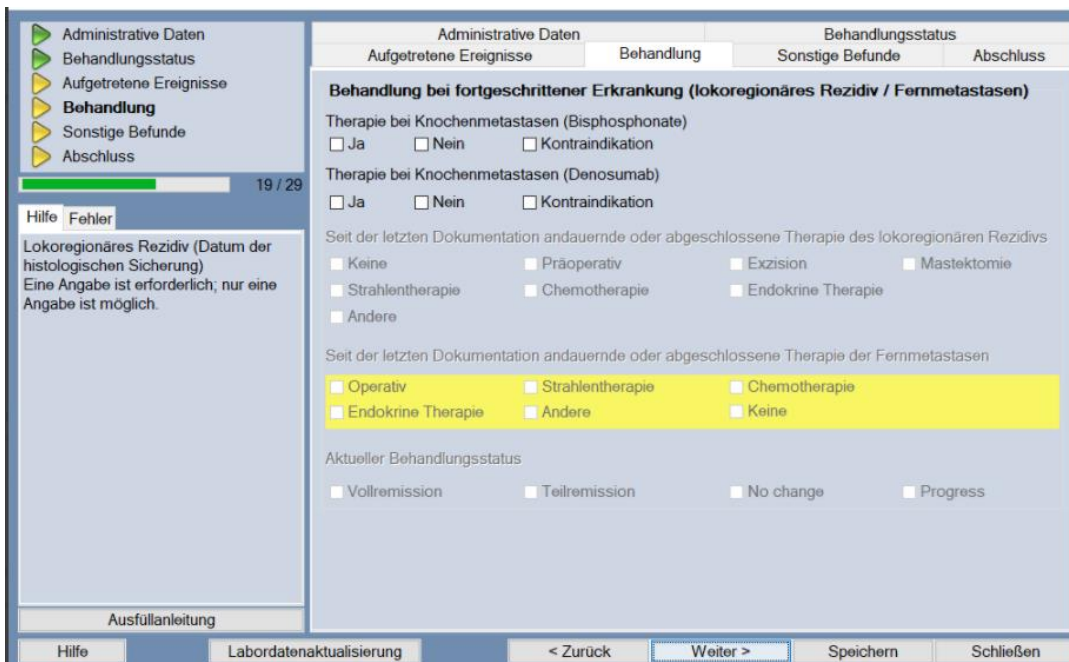 Administrative Daten
Behandlungsstatus
Aufgetretene Ereignisse
Behandlung
Sonstige Befunde
Abschluss
19 / 29
Hilfe Fehler
Lokoregionäres Rezidiv (Datum der
histologischen Sicherung)
Eine Angabe ist erforderlich; nur eine
Angabe ist möglich.
Ausfüllanleitung
Administrative Daten Behandlungsstatus
Aufgetretene Ereignisse Behandlung Sonstige Befunde Abschluss
Behandlung bei fortgeschrittener Erkrankung (lokoregionäres Rezidiv / Fernmetastasen)
Therapie bei Knochenmetastasen (Bisphosphonate)
Ja Nein Kontraindikation
Therapie bei Knochenmetastasen (Denosumab)
Ja Nein Kontraindikation
Seit der letzten Dokumentation andauernde oder abgeschlossene Therapie des lokoregionären Rezidivs
Keine Präoperativ Exzision Mastektomie
Strahlentherapie Chemotherapie Endokrine Therapie
Andere
Seit der letzten Dokumentation andauernde oder abgeschlossene Therapie der Fernmetastasen
Operativ Strahlentherapie Chemotherapie
Endokrine Therapie Andere Keine
Aktueller Behandlungsstatus
Vollremission Teilremission No change Progress
Hilfe Labordatenaktualisierung < Zurück Weiter > Speichern Schließen